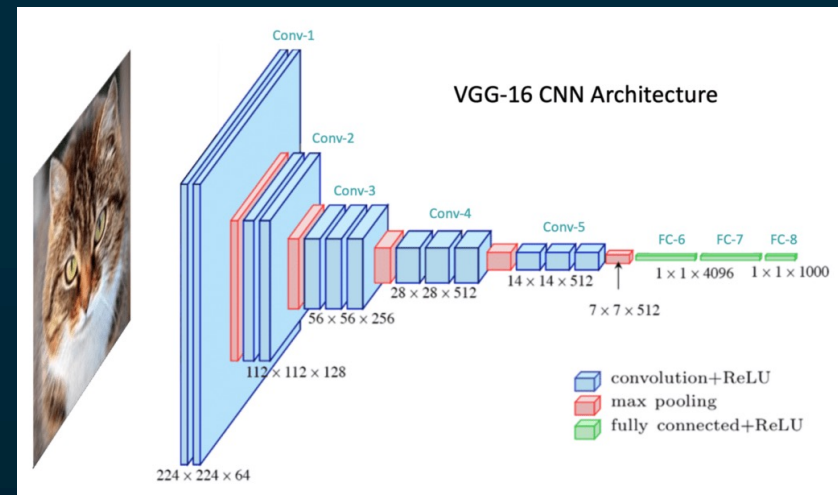 Conv-1
VGG-16 CNN Architecture
Conv-2
Conv-3
Conv-4
Conv-5
FC-6
FC-7
FC-8
1 × 1 × 4096
1 × 1 × 1000
14 × 14 × 512
28 × 28 × 512
7 × 7 × 512
56 × 56 × 256
112 × 112 × 128
convolution+ReLU
max pooling
fully connected+ReLU
224 × 224 × 64